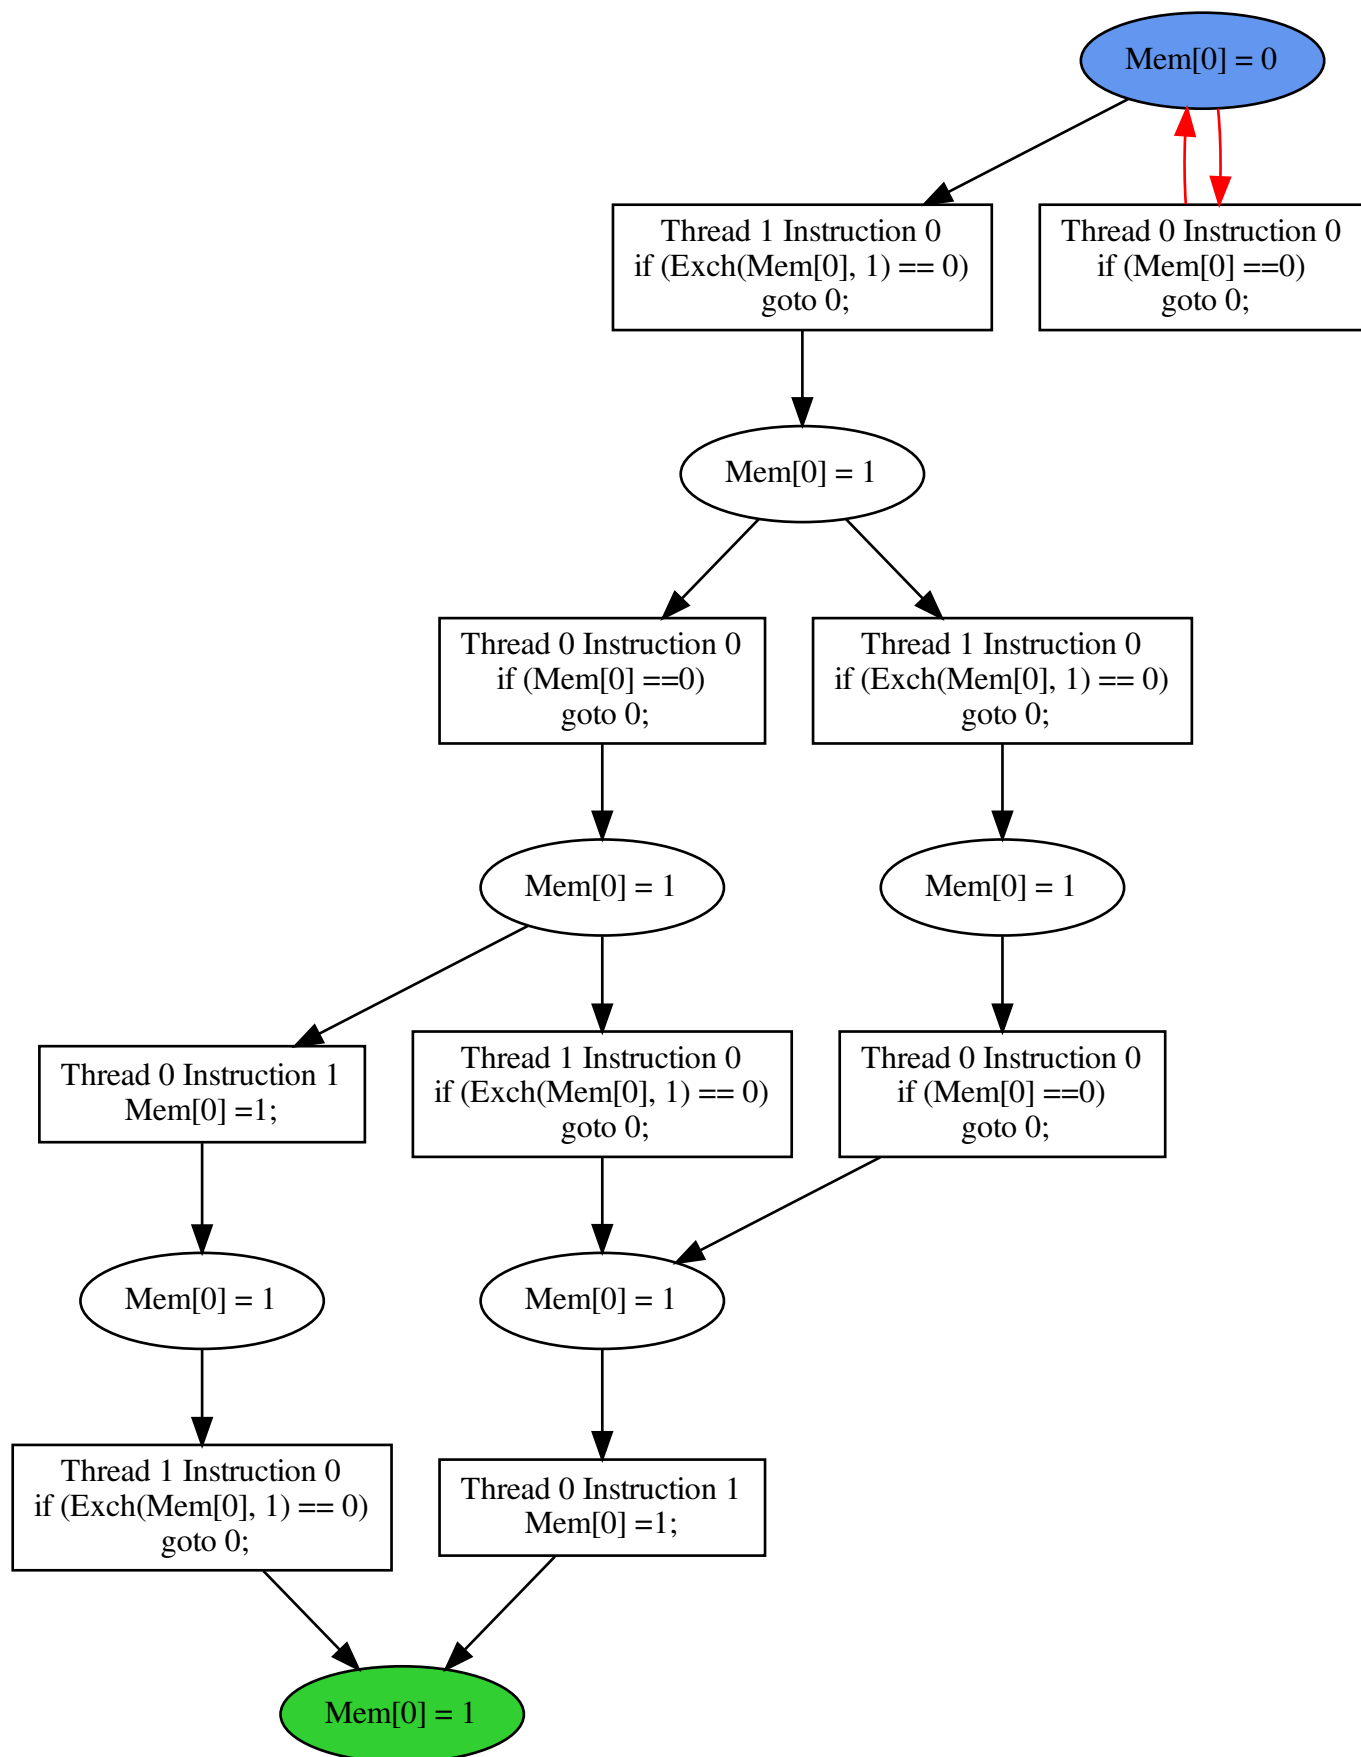 Mem[0] = 0
Thread 1 Instruction 0
if (Exch(Mem[0], 1) == 0)
goto 0;
Thread 0 Instruction 0
if (Mem[0] ==0)
goto 0;
Mem[0] = 1
Thread 0 Instruction 0
if (Mem[0] ==0)
goto 0;
Thread 1 Instruction 0
if (Exch(Mem[0], 1) == 0)
goto 0;
Mem[0] = 1
Mem[0] = 1
Thread 0 Instruction 1
Mem[0] =1;
Thread 1 Instruction 0
if (Exch(Mem[0], 1) == 0)
goto 0;
Thread 0 Instruction 0
if (Mem[0] ==0)
goto 0;
Mem[0] = 1
Mem[0] = 1
Thread 1 Instruction 0
if (Exch(Mem[0], 1) == 0)
goto 0;
Thread 0 Instruction 1
Mem[0] =1;
Mem[0] = 1